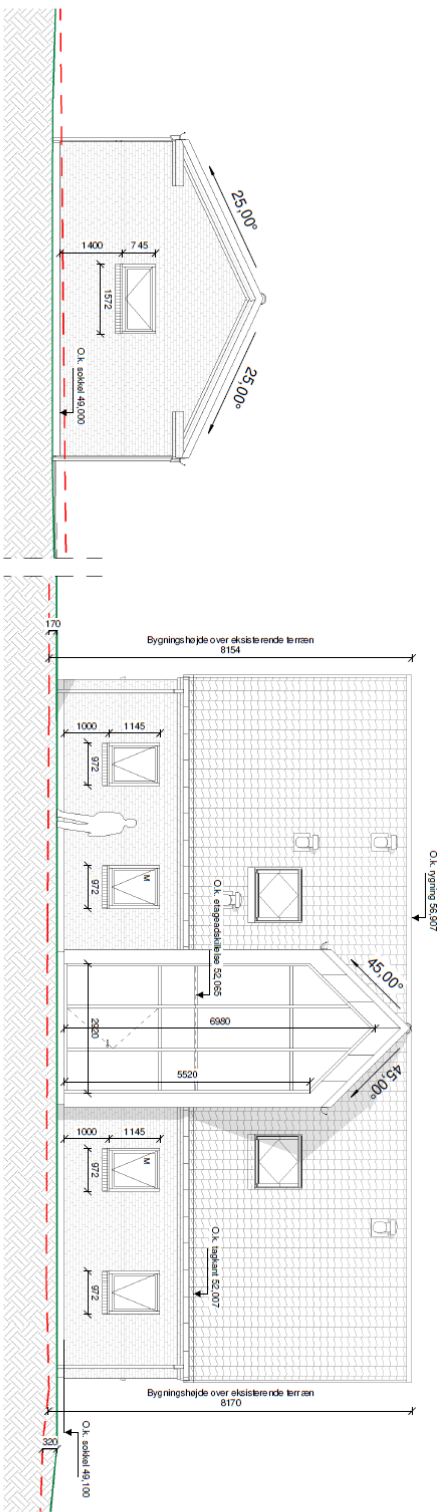 25,00°
25,00°
1400
745
1572
O.k. sokkel 49,000
170
Bygningshøjde over eksisterende terræn
8154
1000
1145
972
972
M
O.k. rygning 56,907
O.k. etageadskillelse 52,065
45,00°
45,00°
6980
2920
5520
1000
1145
972
M
972
O.k. tagkant 52,007
Bygningshøjde over eksisterende terræn
8170
O.k. sokkel 49,100
320